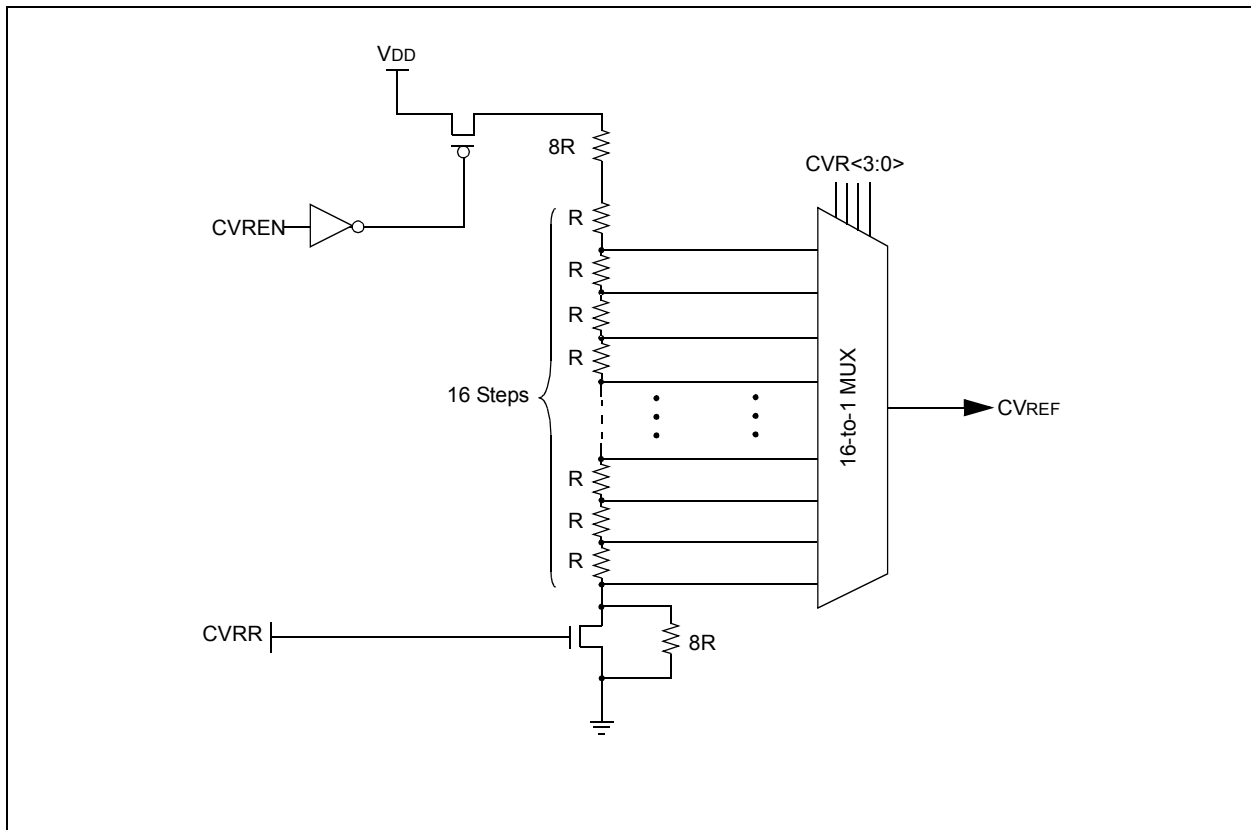 VDD
8R
CVR<3:0>
CVREN
R
R
R
R
16 Steps
16-to-1 MUX
CVREF
R
R
R
CVRR
8R